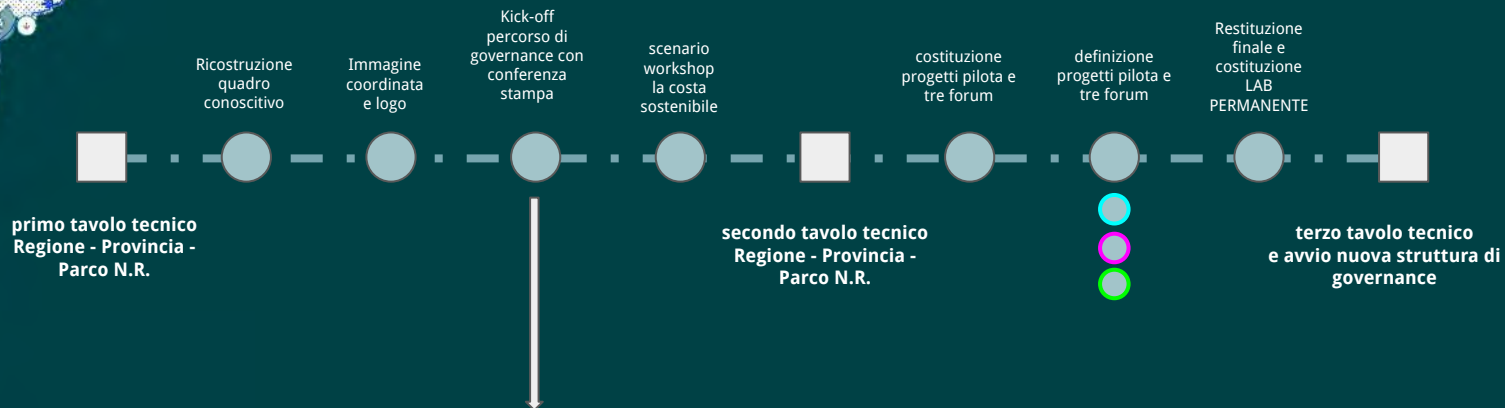 Ricostruzione
quadro
conoscitivo
Immagine
coordinata
e logo
Kick-off
percorso di
governance con
conferenza
stampa
scenario
workshop
la costa
sostenibile
costituzione
progetti pilota e
tre forum
definizione
progetti pilota e
tre forum
Restituzione
finale e
costituzione
LAB
PERMANENTE
primo tavolo tecnico
Regione - Provincia -
Parco N.R.
secondo tavolo tecnico
Regione - Provincia -
Parco N.R.
terzo tavolo tecnico
e avvio nuova struttura di
governance